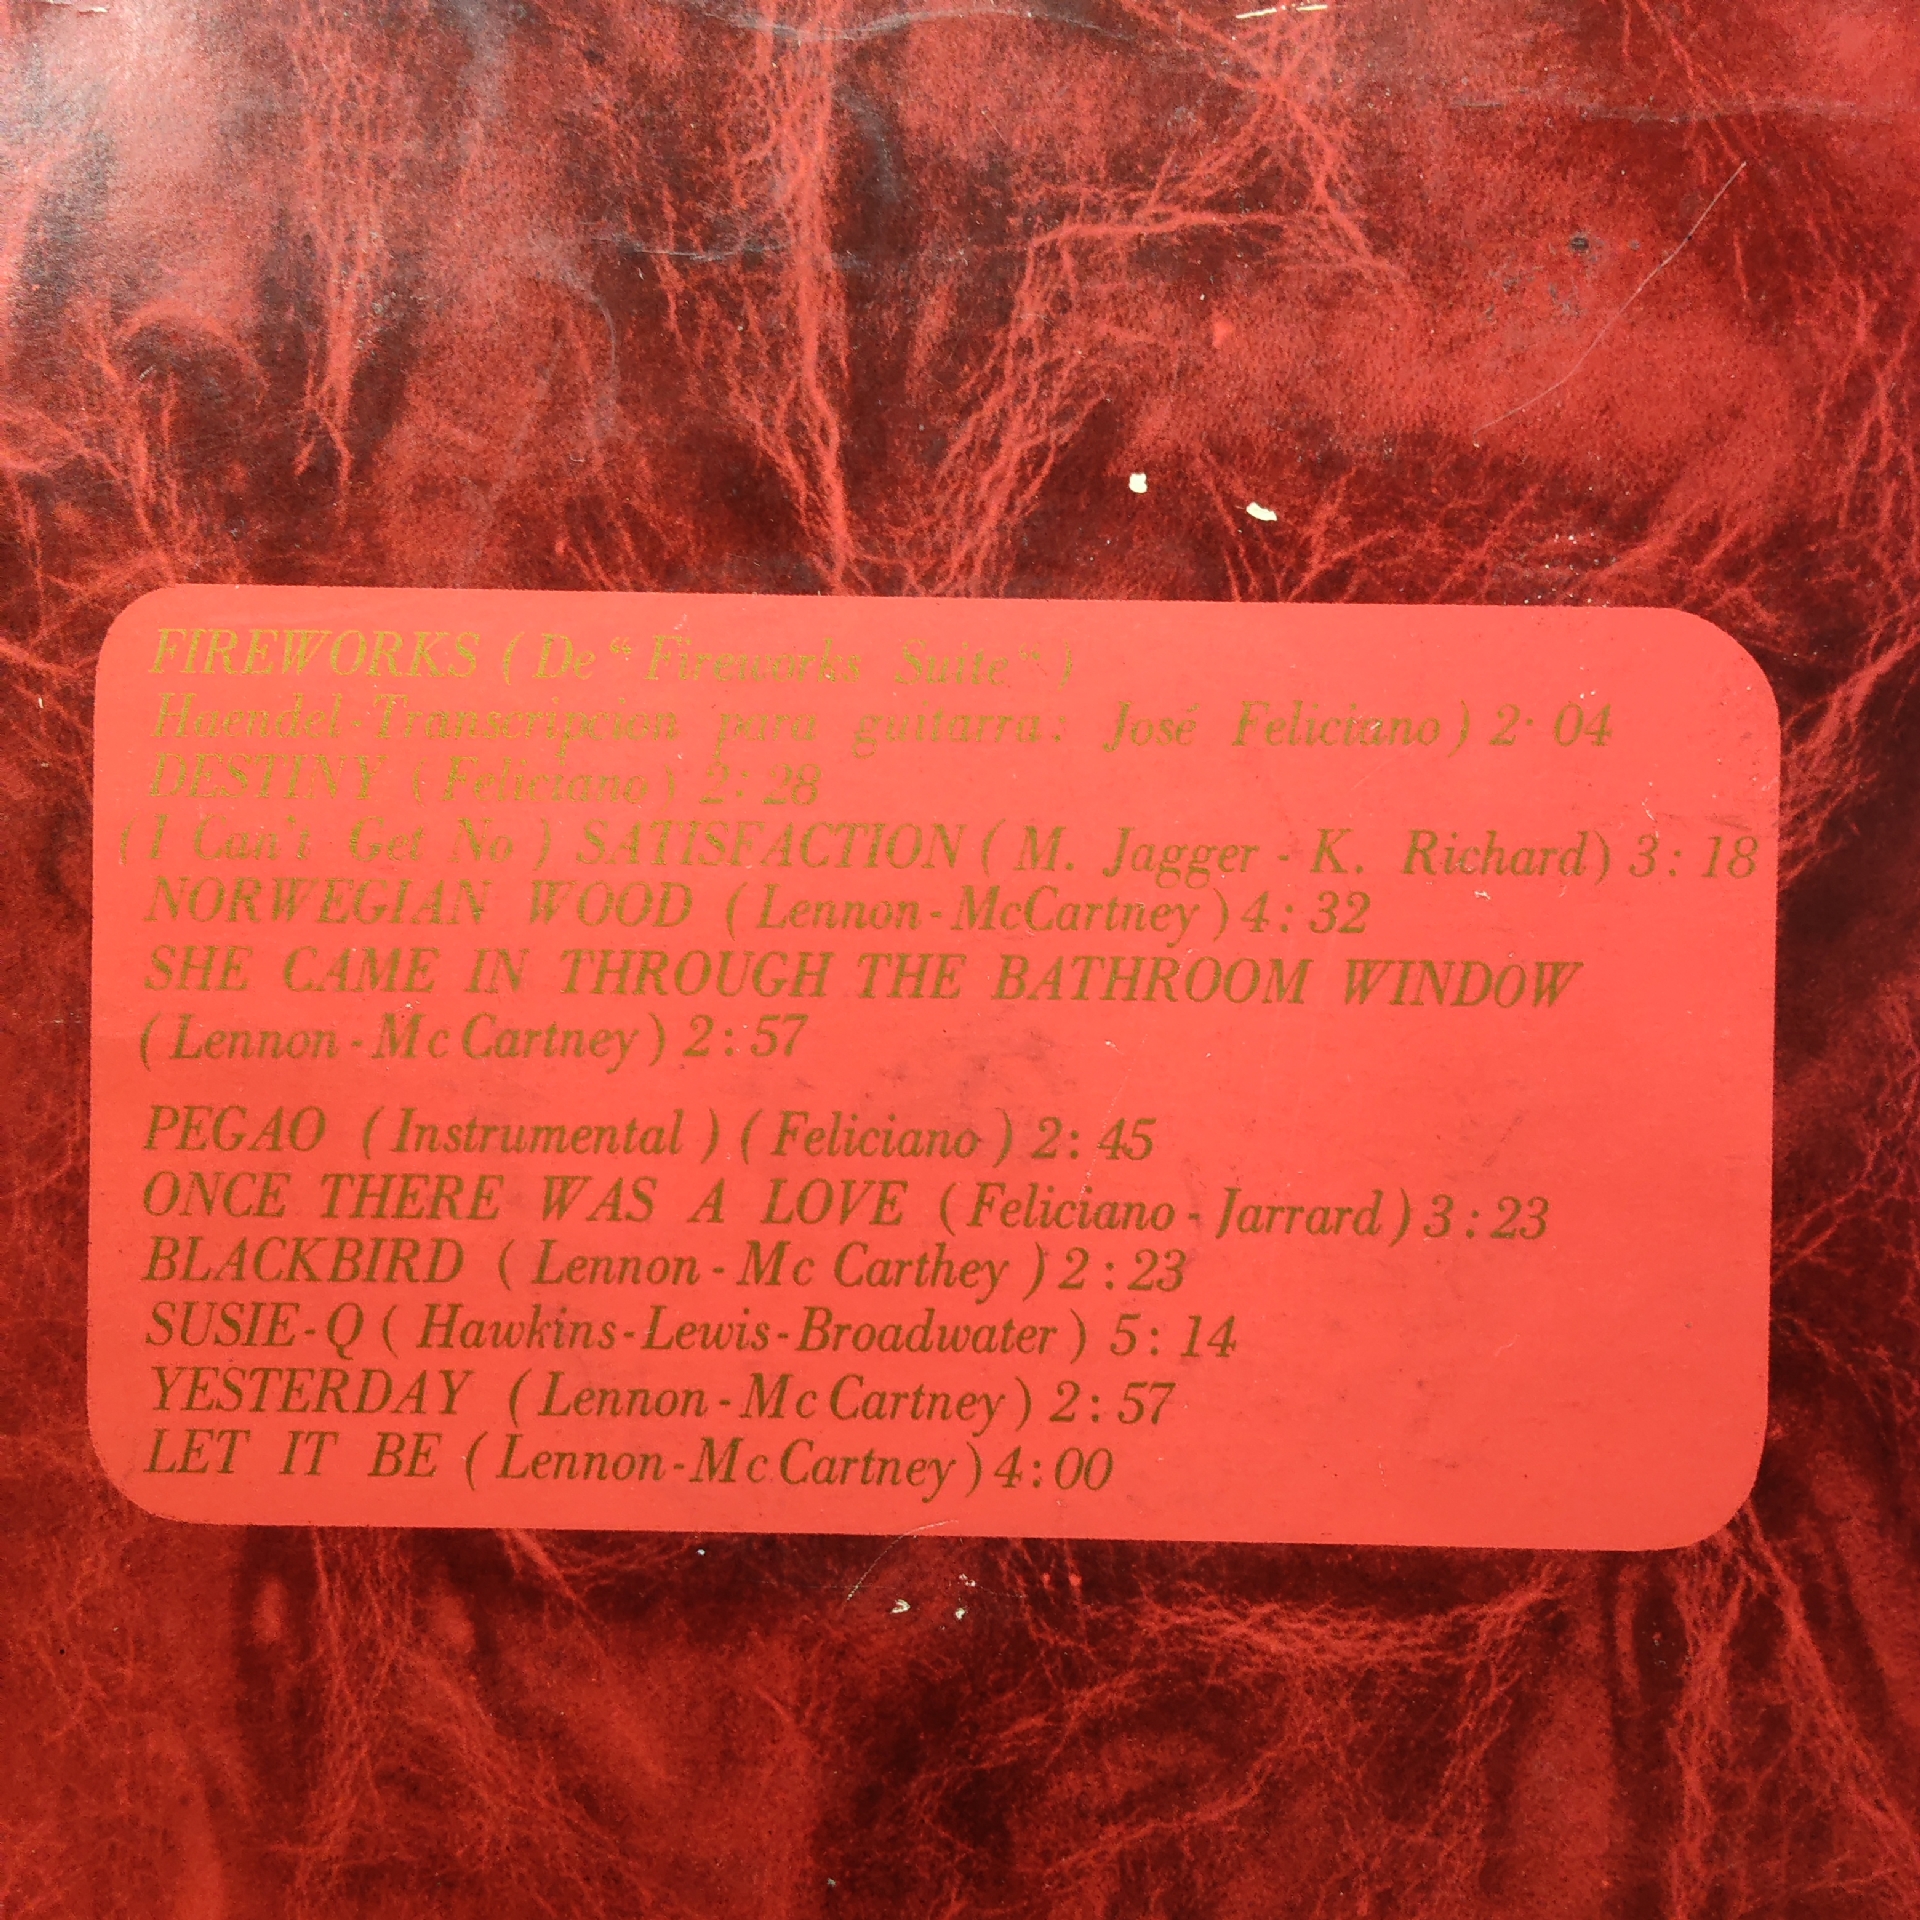 FIREWORKS ( De “ Fireworks Suite “ )
Haendel - Transcripcion para guitarra : José Feliciano ) 2: 04
DESTINY ( Feliciano ) 2: 28
( I Can't Get No ) SATISFACTION ( M. Jagger - K. Richard ) 3 : 18
NORWEGIAN WOOD ( Lennon - McCartney ) 4 : 32
SHE CAME IN THROUGH THE BATHROOM WINDOW
( Lennon - Mc Cartney ) 2 : 57
PEGAO ( Instrumental ) ( Feliciano ) 2: 45
ONCE THERE WAS A LOVE ( Feliciano - Jarrard ) 3 : 23
BLACKBIRD ( Lennon - Mc Carthey ) 2 : 23
SUSIE - Q ( Hawkins - Lewis - Broadwater ) 5 : 14
YESTERDAY ( Lennon - Mc Cartney ) 2 : 57
LET IT BE ( Lennon - Mc Cartney ) 4 : 00